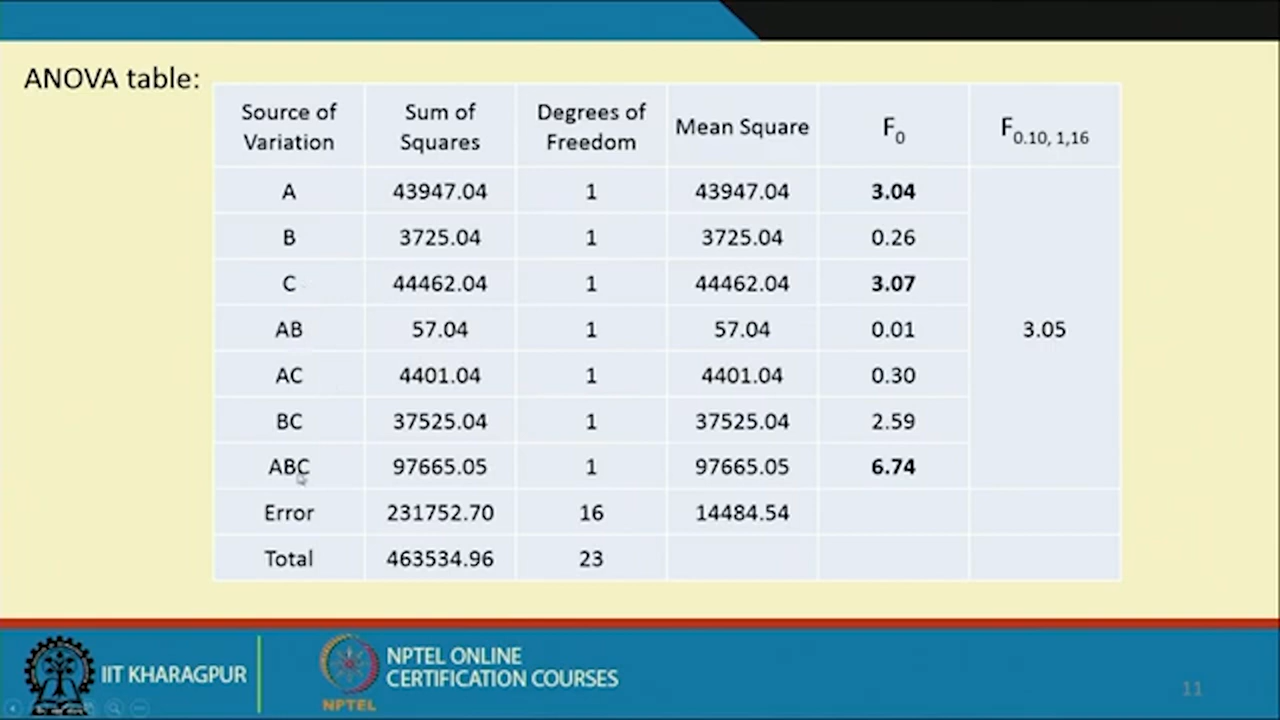 ANOVA table:
Source of Variation Sum of Squares Degrees of Freedom Mean Square F0 F0.10, 1,16
A 43947.04 1 43947.04 3.04
B 3725.04 1 3725.04 0.26
C 44462.04 1 44462.04 3.07
AB 57.04 1 57.04 0.01 3.05
AC 4401.04 1 4401.04 0.30
BC 37525.04 1 37525.04 2.59
ABC 97665.05 1 97665.05 6.74
Error 231752.70 16 14484.54
Total 463534.96 23
IIT KHARAGPUR
NPTEL
NPTEL ONLINE
CERTIFICATION COURSES
11